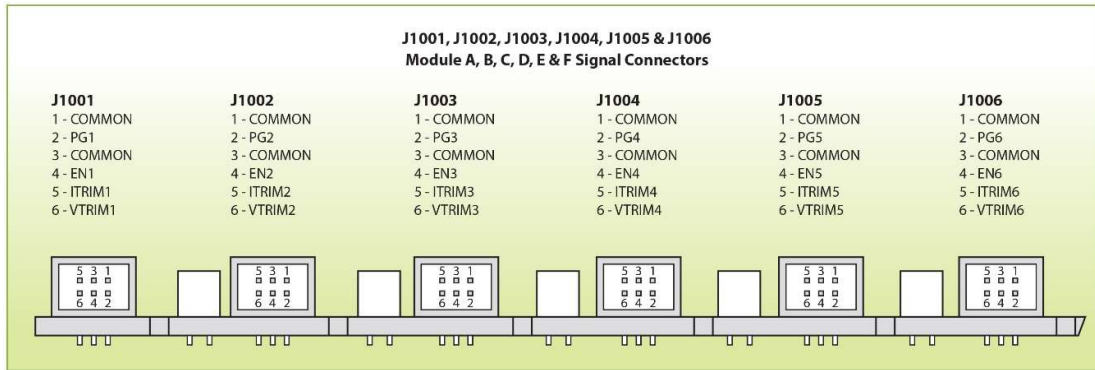 J1001, J1002, J1003, J1004, J1005 & J1006
Module A, B, C, D, E & F Signal Connectors
J1001
1 - COMMON
2 - PG1
3 - COMMON
4 - EN1
5 - ITRIM1
6 - VTRIM1
J1002
1 - COMMON
2 - PG2
3 - COMMON
4 - EN2
5 - ITRIM2
6 - VTRIM2
J1003
1 - COMMON
2 - PG3
3 - COMMON
4 - EN3
5 - ITRIM3
6 - VTRIM3
J1004
1 - COMMON
2 - PG4
3 - COMMON
4 - EN4
5 - ITRIM4
6 - VTRIM4
J1005
1 - COMMON
2 - PG5
3 - COMMON
4 - EN5
5 - ITRIM5
6 - VTRIM5
J1006
1 - COMMON
2 - PG6
3 - COMMON
4 - EN6
5 - ITRIM6
6 - VTRIM6
5 3 1
6 4 2
5 3 1
6 4 2
5 3 1
6 4 2
5 3 1
6 4 2
5 3 1
6 4 2
5 3 1
6 4 2